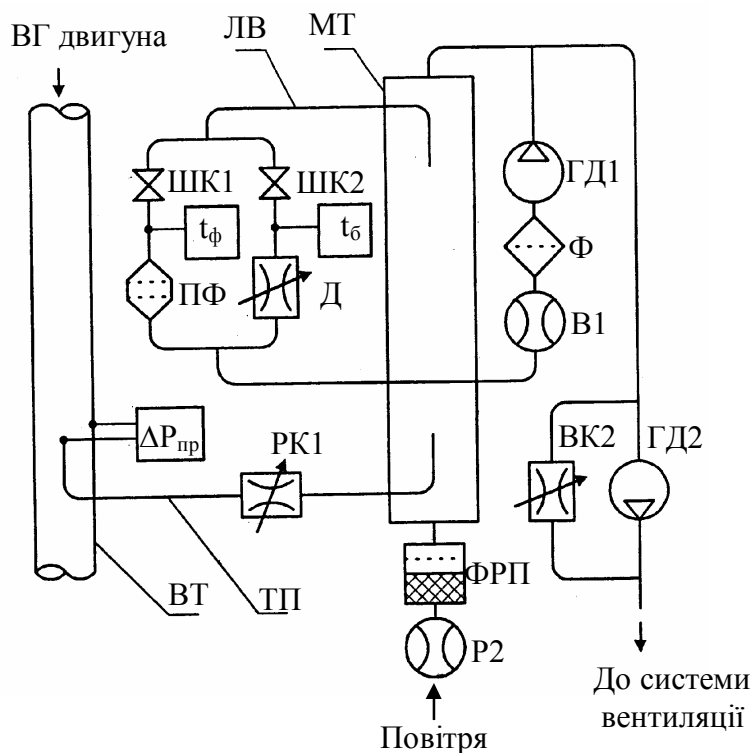 ВГ двигуна
ЛВ
МТ
ШК1
ШК2
ГД1
tф
tб
Ф
ПФ
Д
В1
ΔPпр
РК1
ВК2
ГД2
ВТ
ТП
ФРП
Р2
До системи
вентиляції
Повітря